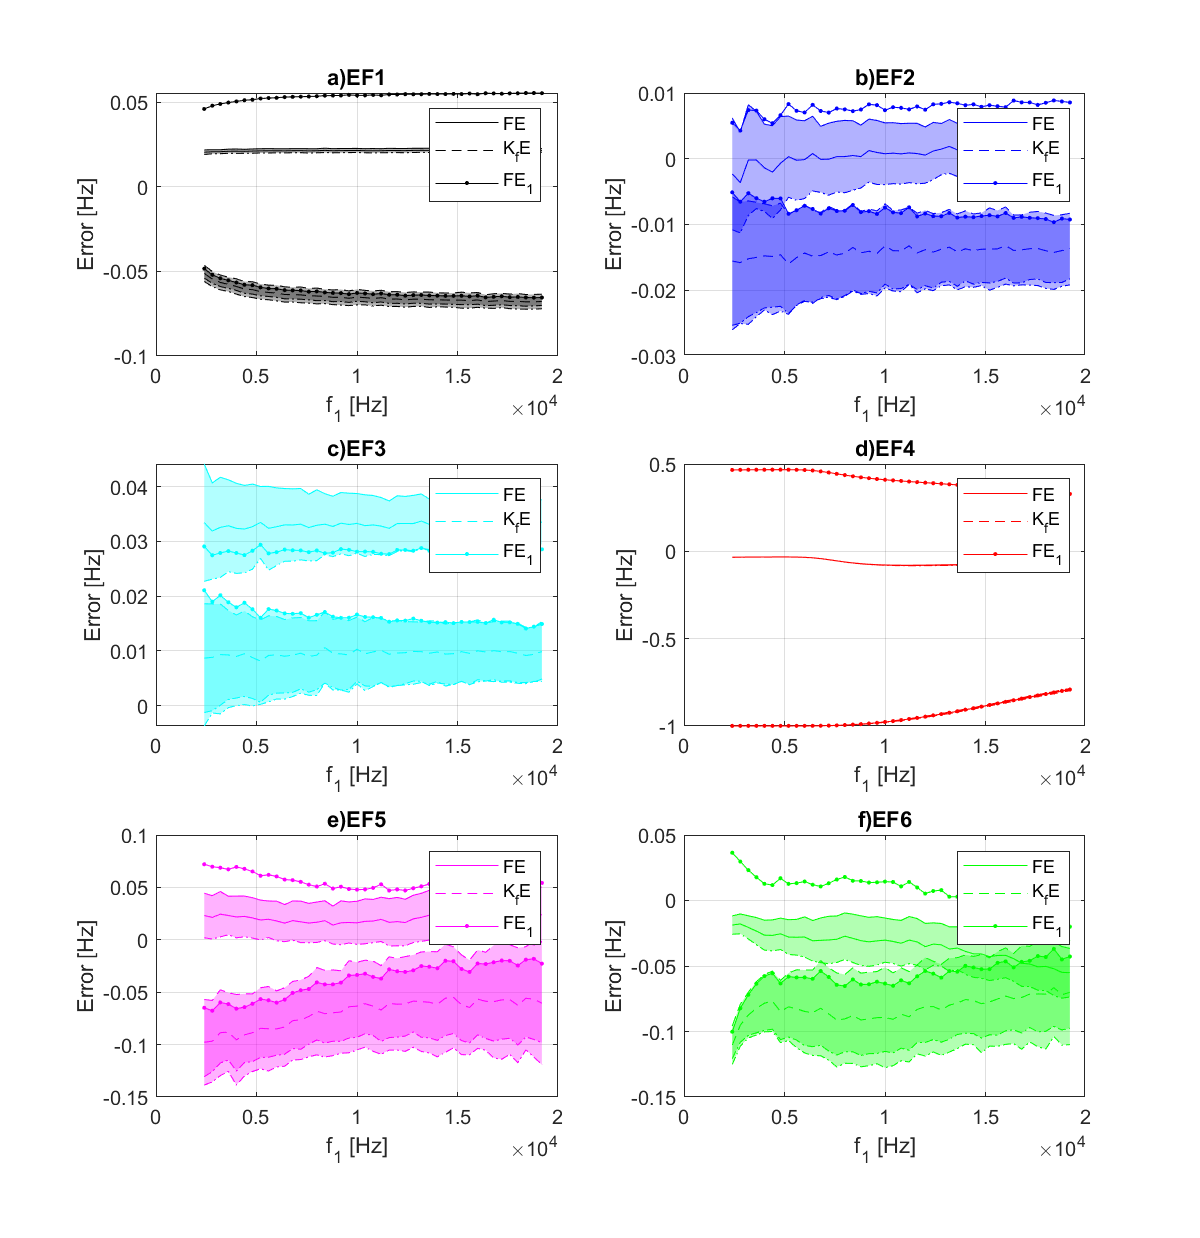 a)EF1
0.05
0
-0.05
-0.1
Error [Hz]
0 0.5 1 1.5 2
f1 [Hz]
×10^4
FE
KfE
FE1
b)EF2
0.01
0
-0.01
-0.02
-0.03
Error [Hz]
0 0.5 1 1.5 2
f1 [Hz]
×10^4
FE
KfE
FE1
c)EF3
0.04
0.03
0.02
0.01
0
Error [Hz]
0 0.5 1 1.5 2
f1 [Hz]
×10^4
FE
KfE
FE1
d)EF4
0.5
0
-0.5
-1
Error [Hz]
0 0.5 1 1.5 2
f1 [Hz]
×10^4
FE
KfE
FE1
e)EF5
0.1
0.05
0
-0.05
-0.1
-0.15
Error [Hz]
0 0.5 1 1.5 2
f1 [Hz]
×10^4
FE
KfE
FE1
f)EF6
0.05
0
-0.05
-0.1
-0.15
Error [Hz]
0 0.5 1 1.5 2
f1 [Hz]
×10^4
FE
KfE
FE1